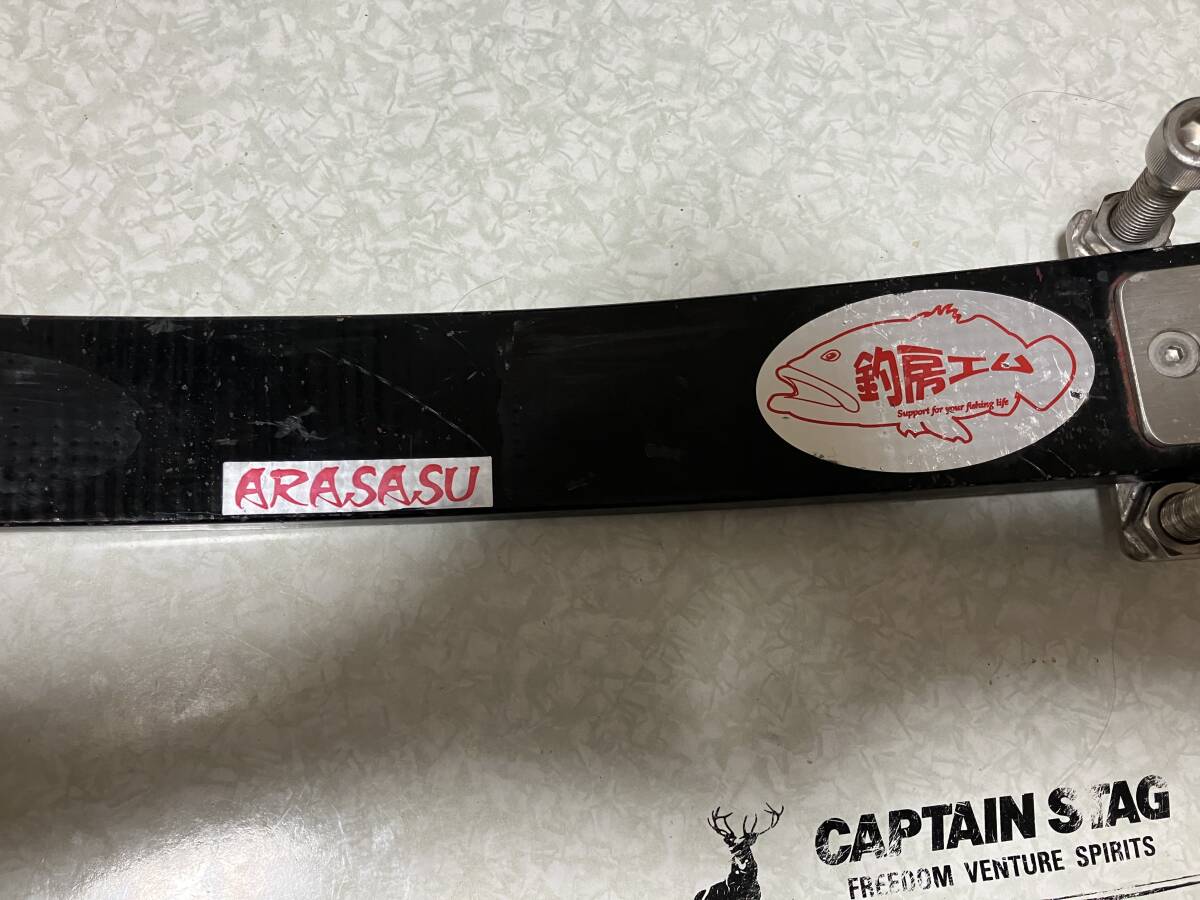 釣房エム
Support for your fishing life
ARASASU
CAPTAIN STAG
FREEDOM VENTURE SPIRITS